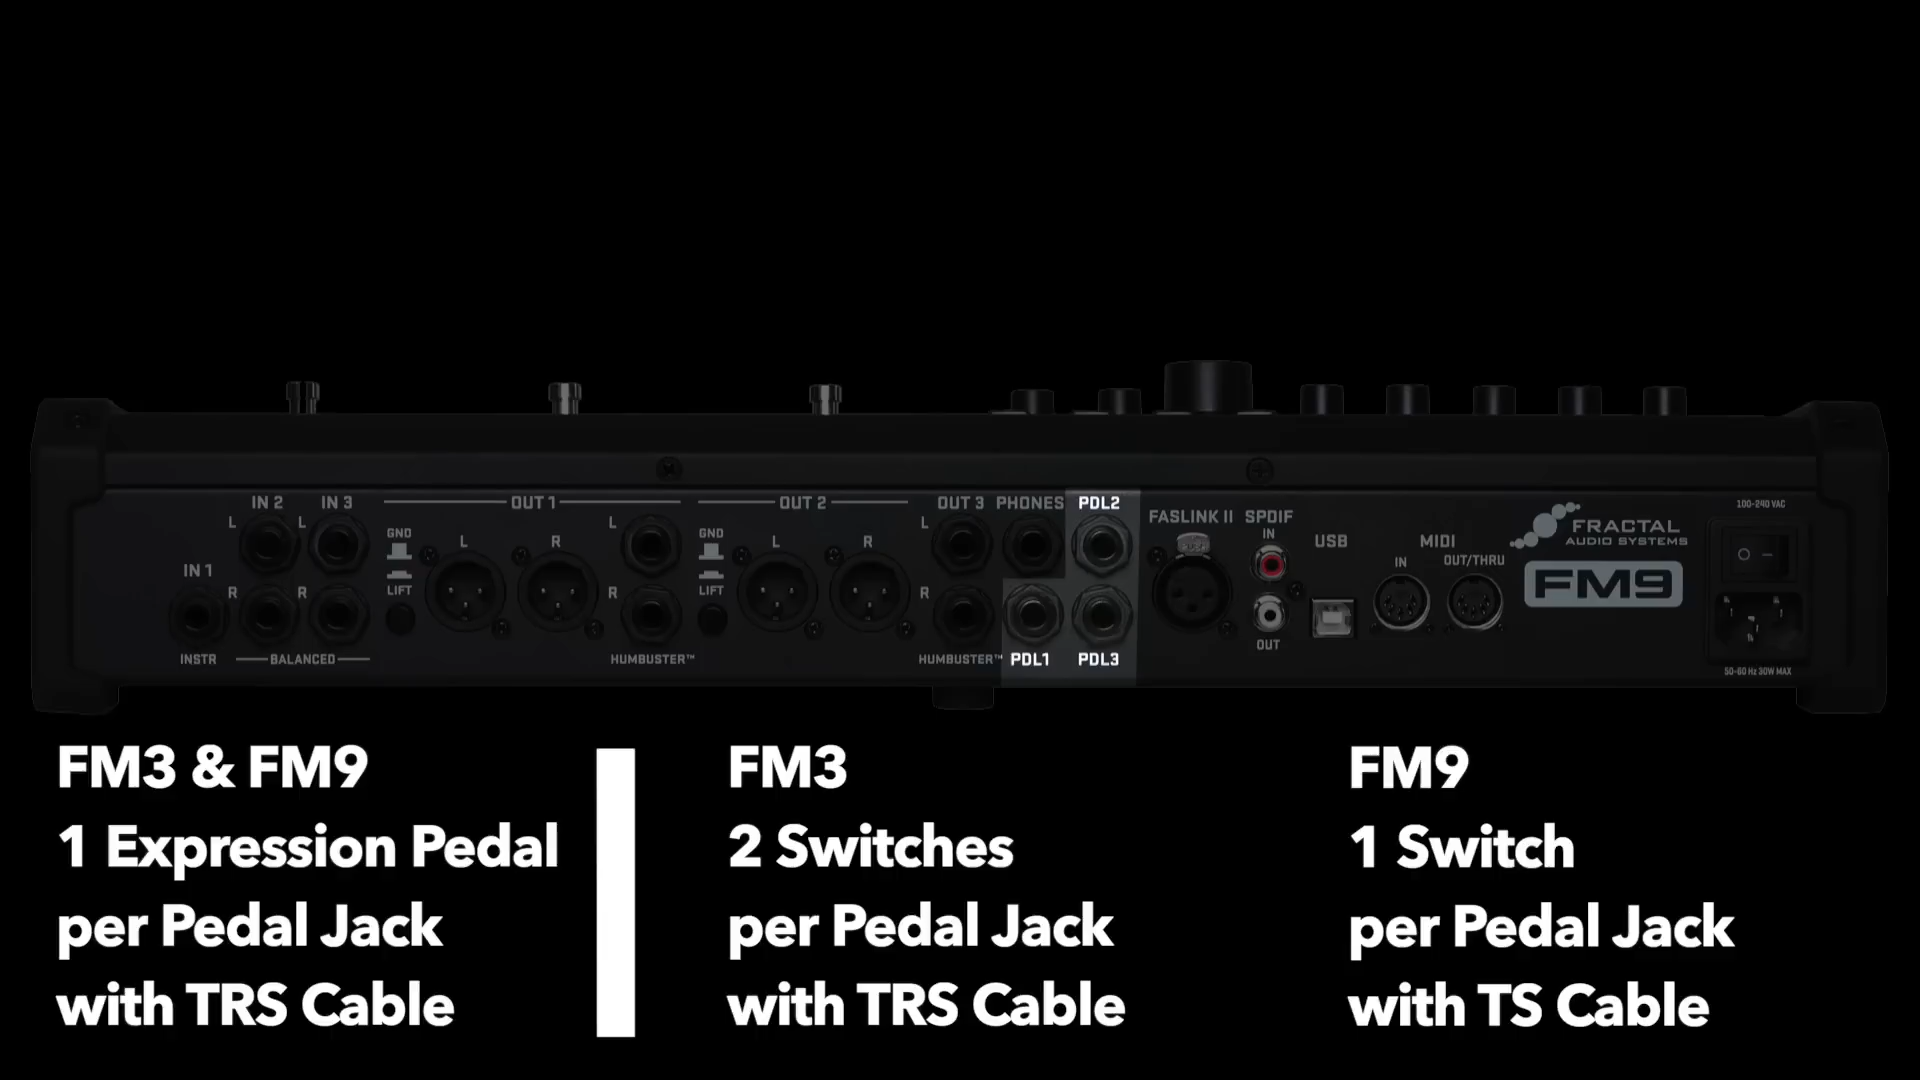 IN 2
IN 3
OUT 1
OUT 2
OUT 3
PHONES
PDL2
100-240 VAC
L
L
GND
L
R
L
GND
L
R
L
FASLINK II
SPDIF
IN
USB
MIDI
IN
OUT/THRU
FRACTAL
AUDIO SYSTEMS
FM9
IN 1
R
R
LIFT
R
LIFT
R
OUT
INSTR
BALANCED
HUMBUSTER™
HUMBUSTER™
PDL1
PDL3
50-60 Hz 30W MAX
FM3 & FM9
1 Expression Pedal
per Pedal Jack
with TRS Cable
FM3
2 Switches
per Pedal Jack
with TRS Cable
FM9
1 Switch
per Pedal Jack
with TS Cable